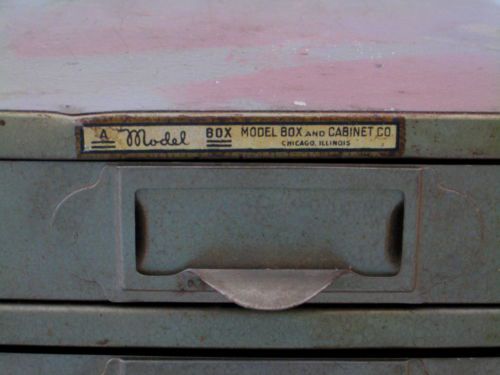 A Model BOX MODEL BOX AND CABINET CO
CHICAGO, ILLINOIS